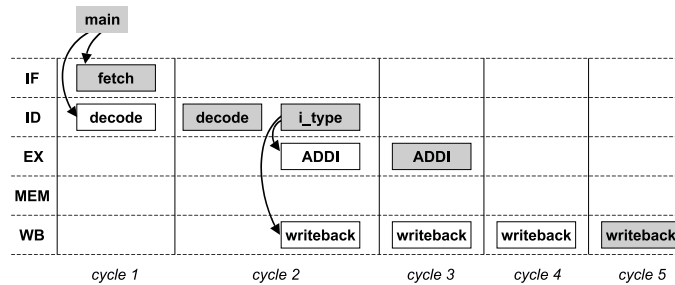 main
IF fetch
ID decode decode i_type
EX ADDI ADDI
MEM
WB writeback writeback writeback writeback
cycle 1 cycle 2 cycle 3 cycle 4 cycle 5